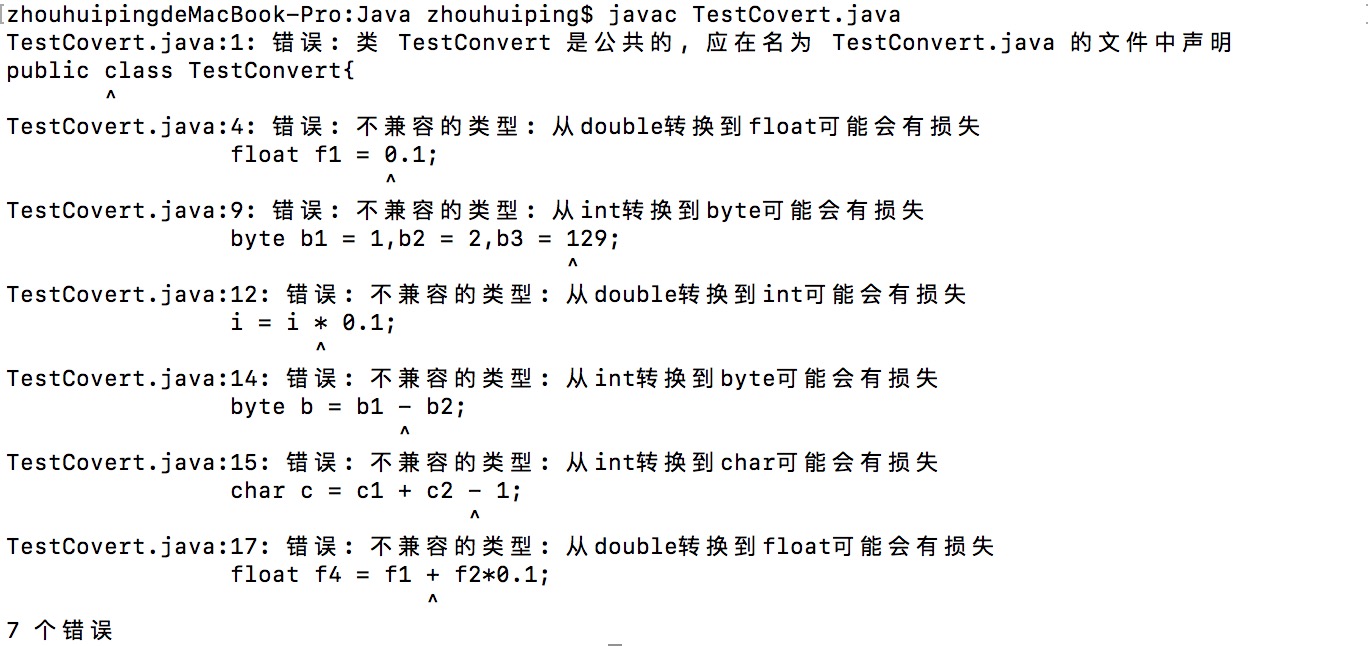 zhouhuipingdeMacBook-Pro:Java zhouhuiping$ javac TestCovert.java
TestCovert.java:1: 错误: 类 TestConvert 是公共的, 应在名为 TestConvert.java 的文件中声明
public class TestConvert{
       ^
TestCovert.java:4: 错误: 不兼容的类型: 从double转换到float可能会有损失
                float f1 = 0.1;
                           ^
TestCovert.java:9: 错误: 不兼容的类型: 从int转换到byte可能会有损失
                byte b1 = 1,b2 = 2,b3 = 129;
                                        ^
TestCovert.java:12: 错误: 不兼容的类型: 从double转换到int可能会有损失
                i = i * 0.1;
                      ^
TestCovert.java:14: 错误: 不兼容的类型: 从int转换到byte可能会有损失
                byte b = b1 - b2;
                            ^
TestCovert.java:15: 错误: 不兼容的类型: 从int转换到char可能会有损失
                char c = c1 + c2 - 1;
                                 ^
TestCovert.java:17: 错误: 不兼容的类型: 从double转换到float可能会有损失
                float f4 = f1 + f2*0.1;
                              ^
7 个错误